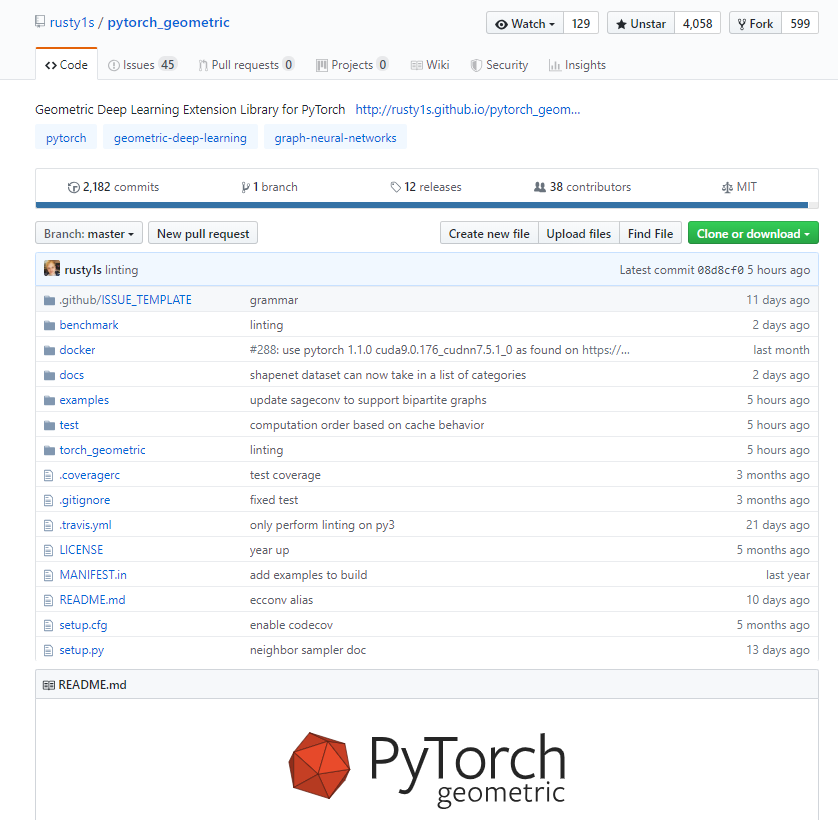 rusty1s / pytorch_geometric Watch 129 Unstar 4,058 Fork 599
Code Issues 45 Pull requests 0 Projects 0 Wiki Security Insights
Geometric Deep Learning Extension Library for PyTorch http://rusty1s.github.io/pytorch_geom...
pytorch geometric-deep-learning graph-neural-networks
2,182 commits 1 branch 12 releases 38 contributors MIT
Branch: master New pull request Create new file Upload files Find File Clone or download
rusty1s linting Latest commit 08d8cf0 5 hours ago
.github/ISSUE_TEMPLATE grammar 11 days ago
benchmark linting 2 days ago
docker #288: use pytorch 1.1.0 cuda9.0.176_cudnn7.5.1_0 as found on https://... last month
docs shapenet dataset can now take in a list of categories 2 days ago
examples update sageconv to support bipartite graphs 5 hours ago
test computation order based on cache behavior 5 hours ago
torch_geometric linting 5 hours ago
.coveragerc test coverage 3 months ago
.gitignore fixed test 3 months ago
.travis.yml only perform linting on py3 21 days ago
LICENSE year up 5 months ago
MANIFEST.in add examples to build last year
README.md ecconv alias 10 days ago
setup.cfg enable codecov 5 months ago
setup.py neighbor sampler doc 13 days ago
README.md
PyTorch
geometric